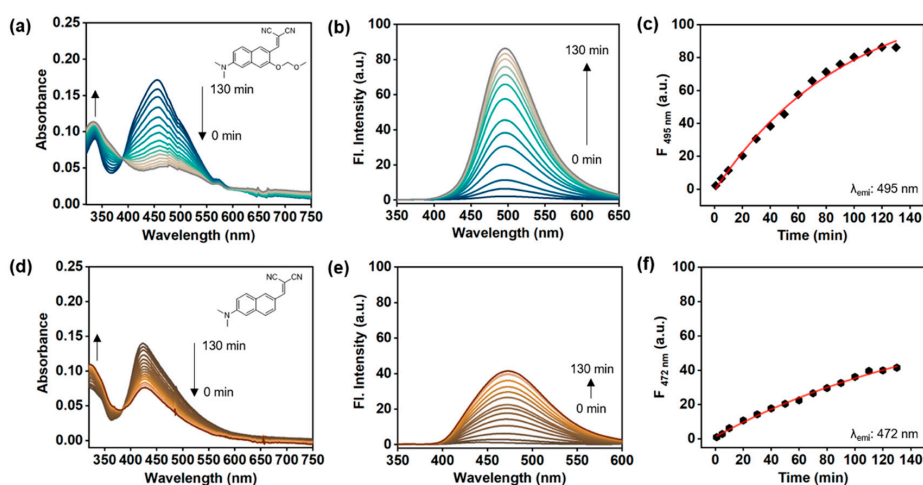 (a)
0.25
0.20
0.15
0.10
0.05
0.00
Absorbance
NC CN
N
O O
130 min
0 min
350 400 450 500 550 600 650 700 750
Wavelength (nm)
(b)
100
80
60
40
20
0
Fl. Intensity (a.u.)
130 min
0 min
350 400 450 500 550 600 650
Wavelength (nm)
(c)
100
80
60
40
20
0
F 495 nm (a.u.)
λemi: 495 nm
0 20 40 60 80 100 120 140
Time (min)
(d)
0.25
0.20
0.15
0.10
0.05
0.00
Absorbance
NC CN
N
130 min
0 min
350 400 450 500 550 600 650 700 750
Wavelength (nm)
(e)
100
80
60
40
20
0
Fl. Intensity (a.u.)
130 min
0 min
350 400 450 500 550 600
Wavelength (nm)
(f)
100
80
60
40
20
0
F 472 nm (a.u.)
λemi: 472 nm
0 20 40 60 80 100 120 140
Time (min)